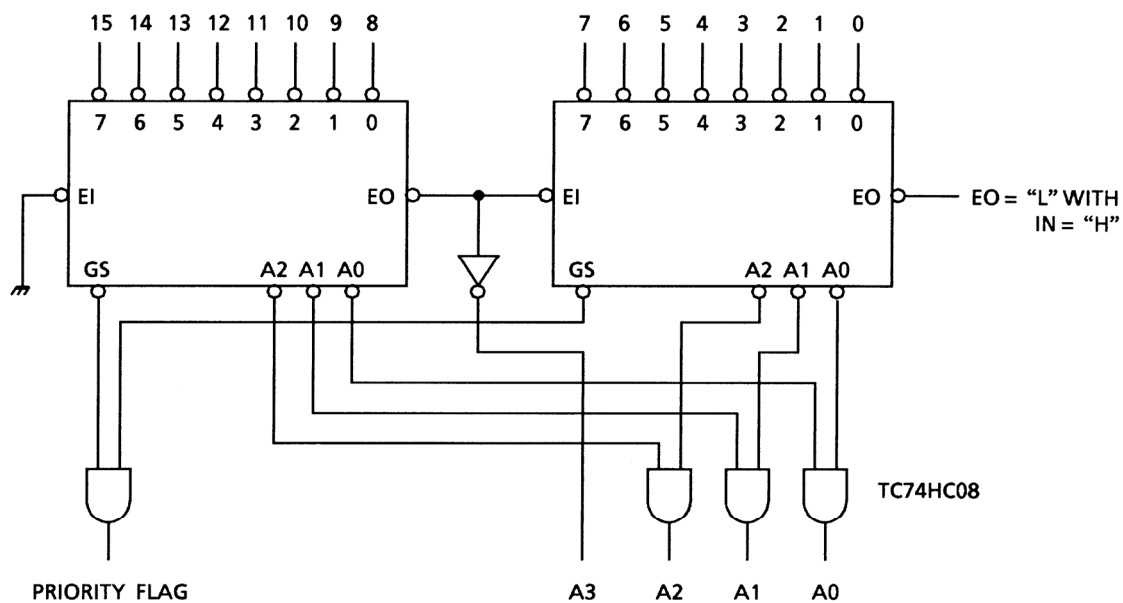 15 14 13 12 11 10 9 8
7 6 5 4 3 2 1 0
7 6 5 4 3 2 1 0
7 6 5 4 3 2 1 0
EI
EO
EI
EO
EO = “L” WITH
IN = “H”
GS
A2 A1 A0
GS
A2 A1 A0
TC74HC08
PRIORITY FLAG
A3
A2
A1
A0